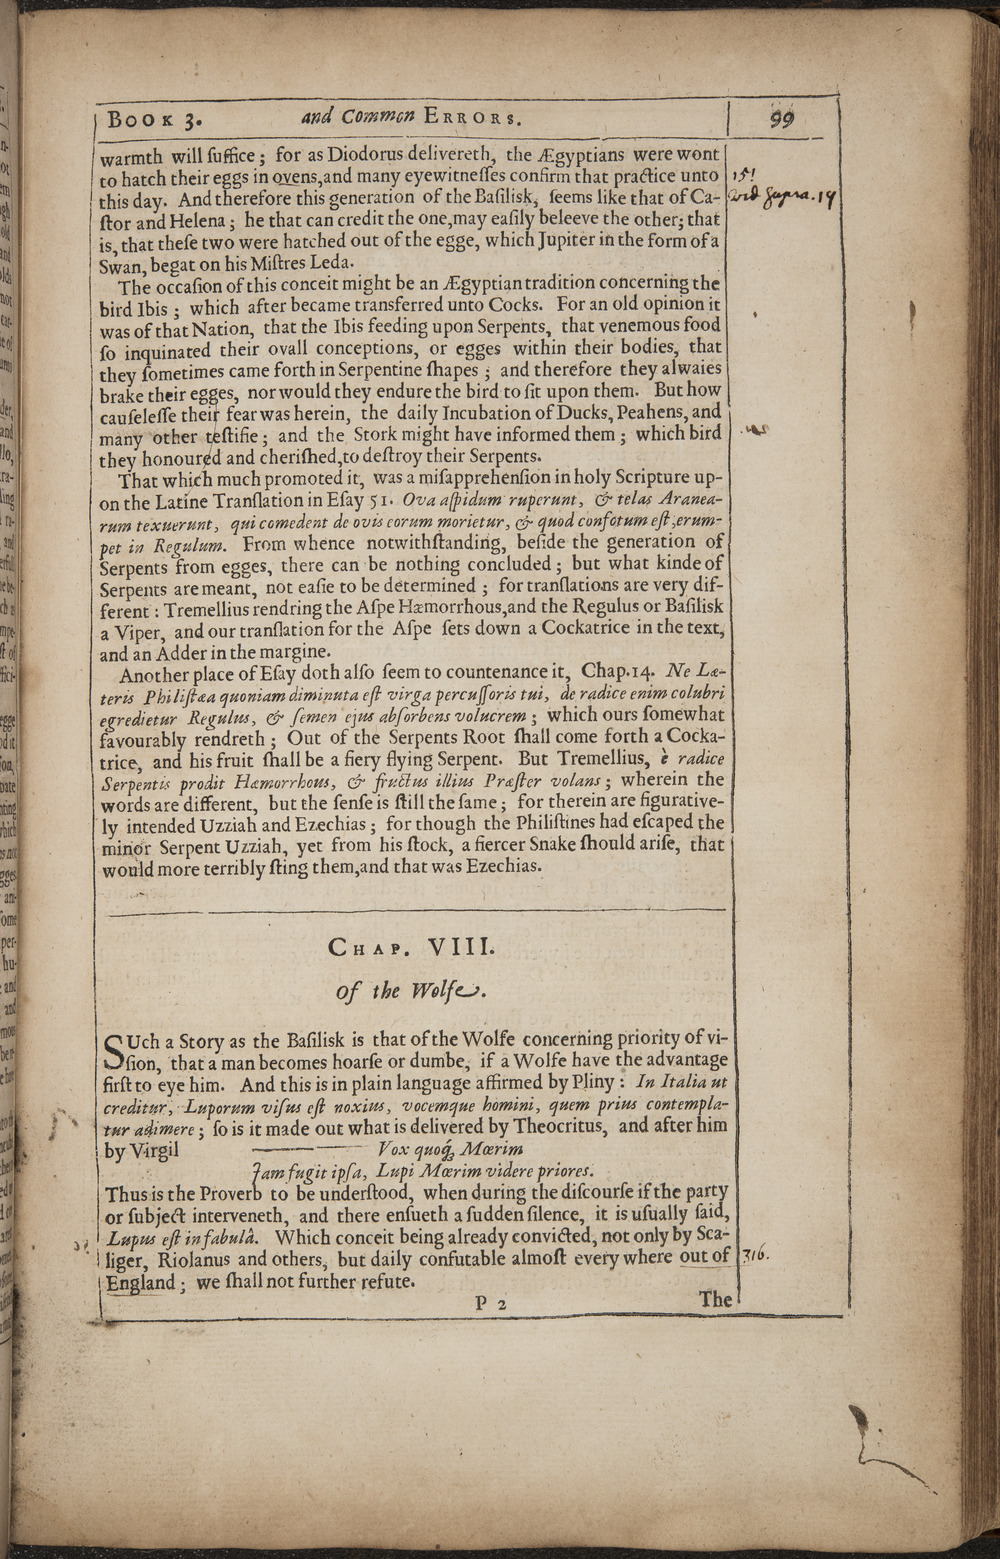 Book 3. and Common Errors. 99
warmth will ſuffice; for as Diodorus delivereth, the Ægyptians were wont
to hatch their eggs in ovens, and many eyewitneſſes confirm that practice unto
this day. And therefore this generation of the Baſilisk, ſeems like that of Ca-
ſtor and Helena; he that can credit the one, may eaſily beleeve the other; that
is, that theſe two were hatched out of the egge, which Jupiter in the form of a
Swan, begat on his Miſtres Leda.
The occaſion of this conceit might be an Ægyptian tradition concerning the
bird Ibis; which after became transferred unto Cocks. For an old opinion it
was of that Nation, that the Ibis feeding upon Serpents, that venemous food
ſo inquinated their ovall conceptions, or egges within their bodies, that
they ſometimes came forth in Serpentine ſhapes; and therefore they alwaies
brake their egges, nor would they endure the bird to ſit upon them. But how
cauſeleſſe their fear was herein, the daily Incubation of Ducks, Peahens, and
many other teſtifie; and the Stork might have informed them; which bird
they honoured and cheriſhed, to deſtroy their Serpents.
That which much promoted it, was a miſapprehenſion in holy Scripture up-
on the Latine Tranſlation in Eſay 51. Ova aſpidum ruperunt, & telas Aranea-
rum texuerunt, qui comedent de ovis eorum morietur, & quod confotum eſt, erum-
pet in Regulum. From whence notwithſtanding, beſide the generation of
Serpents from egges, there can be nothing concluded; but what kinde of
Serpents are meant, not eaſie to be determined; for tranſlations are very dif-
ferent: Tremellius rendring the Aſpe Hæmorrhous, and the Regulus or Baſilisk
a Viper, and our tranſlation for the Aſpe ſets down a Cockatrice in the text,
and an Adder in the margine.
Another place of Eſay doth alſo ſeem to countenance it, Chap. 14. Ne Læ-
teris Philiſtæa quoniam diminuta eſt virga percuſſoris tui, de radice enim colubri
egredietur Regulus, & ſemen ejus abſorbens volucrem; which ours ſomewhat
favourably rendreth; Out of the Serpents Root ſhall come forth a Cocka-
trice, and his fruit ſhall be a fiery flying Serpent. But Tremellius, è radice
Serpentis prodit Hæmorrhous, & fructus illius Præſter volans; wherein the
words are different, but the ſenſe is ſtill the ſame; for therein are figurative-
ly intended Uzziah and Ezechias; for though the Philiſtines had eſcaped the
minor Serpent Uzziah, yet from his ſtock, a fiercer Snake ſhould ariſe, that
would more terribly ſting them, and that was Ezechias.
Chap. VIII.
of the Wolfe.
SUch a Story as the Baſilisk is that of the Wolfe concerning priority of vi-
ſion, that a man becomes hoarſe or dumbe, if a Wolfe have the advantage
firſt to eye him. And this is in plain language affirmed by Pliny: In Italia ut
creditur, Luporum viſus eſt noxius, vocemque homini, quem prius contempla-
tur adimere; ſo is it made out what is delivered by Theocritus, and after him
by Virgil ——— Vox quoq; Mœrim
Jam fugit ipſa, Lupi Mœrim videre priores.
Thus is the Proverb to be underſtood, when during the diſcourſe if the party
or ſubject interveneth, and there enſueth a ſudden ſilence, it is uſually ſaid,
Lupus eſt in fabulâ. Which conceit being already convicted, not only by Sca-
liger, Riolanus and others, but daily confutable almoſt every where out of
England; we ſhall not further refute.
316.
P 2 The